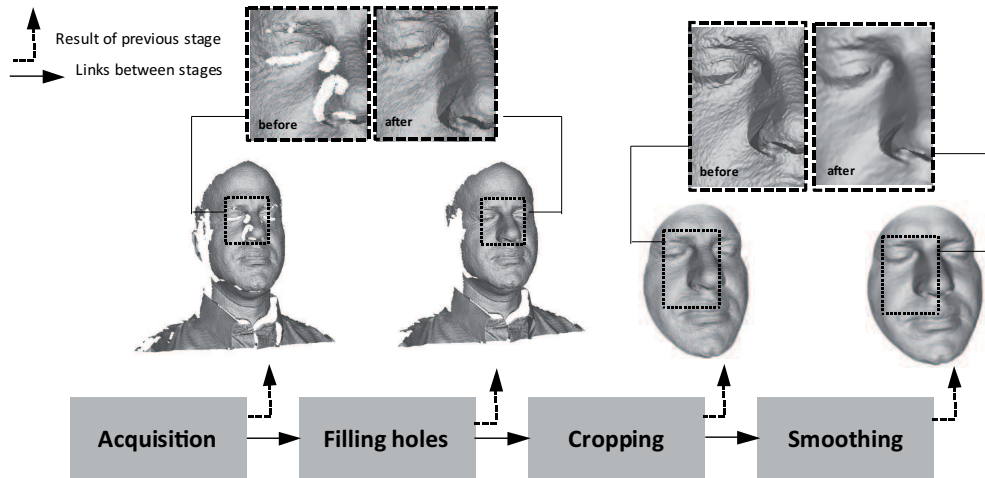 Result of previous stage
Links between stages
before
after
before
after
Acquisition
Filling holes
Cropping
Smoothing